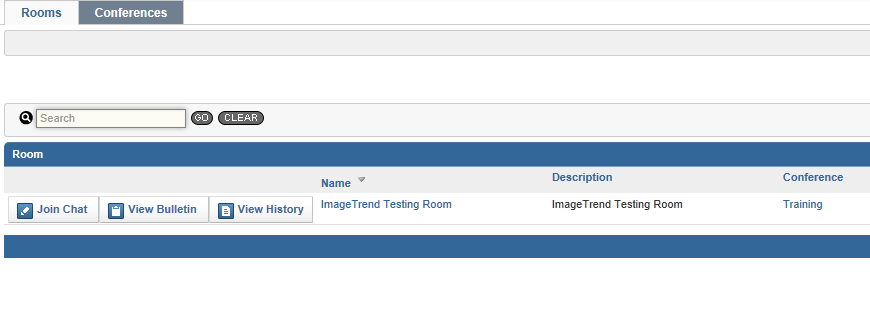 Rooms Conferences
Search GO CLEAR
Room
Name Description Conference
Join Chat View Bulletin View History ImageTrend Testing Room ImageTrend Testing Room Training